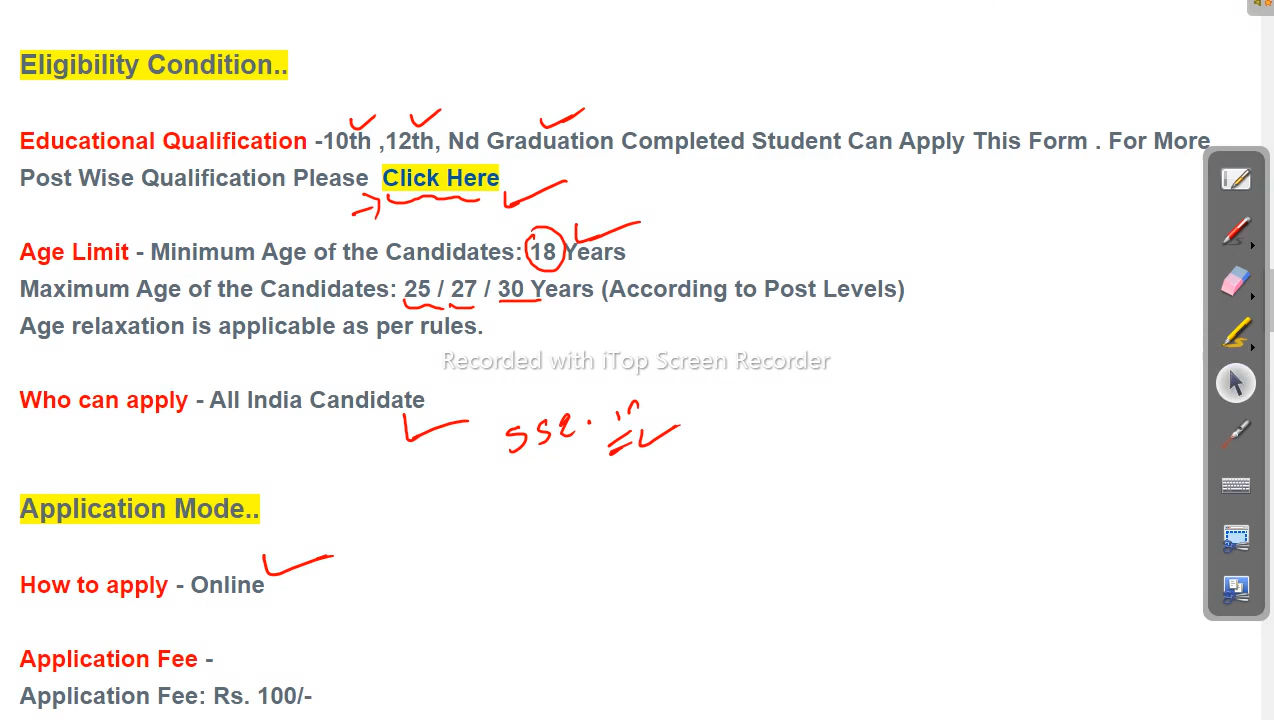 Eligibility Condition..
Educational Qualification -10th ,12th, Nd Graduation Completed Student Can Apply This Form . For More
Post Wise Qualification Please Click Here
Age Limit - Minimum Age of the Candidates: 18 Years
Maximum Age of the Candidates: 25 / 27 / 30 Years (According to Post Levels)
Age relaxation is applicable as per rules.
Recorded with iTop Screen Recorder
Who can apply - All India Candidate
Application Mode..
How to apply - Online
Application Fee -
Application Fee: Rs. 100/-